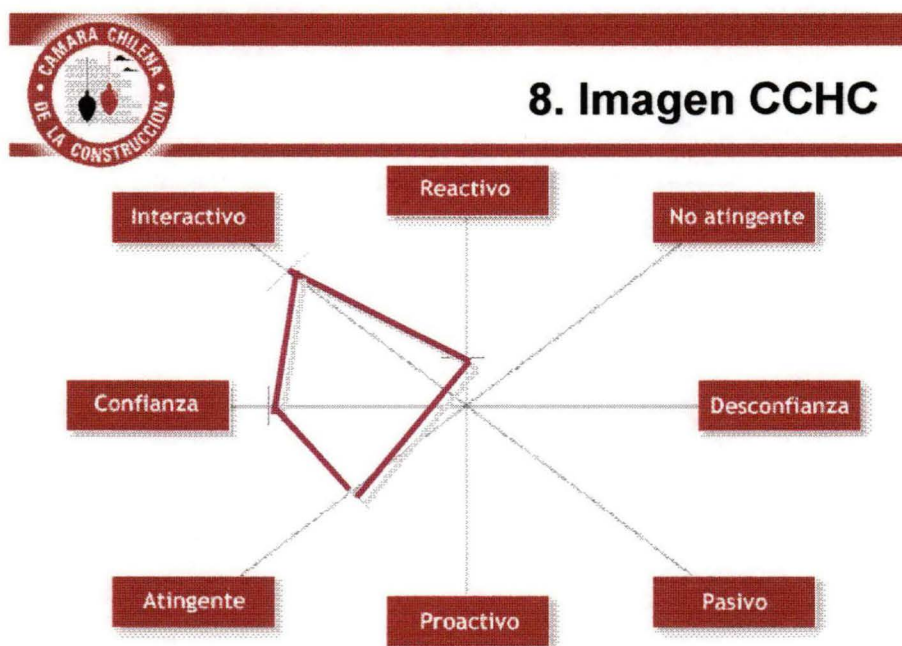 CAMARA CHILENA
DE LA CONSTRUCCION
8. Imagen CCHC
Reactivo
Interactivo
No atingente
Confianza
Desconfianza
Atingente
Proactivo
Pasivo